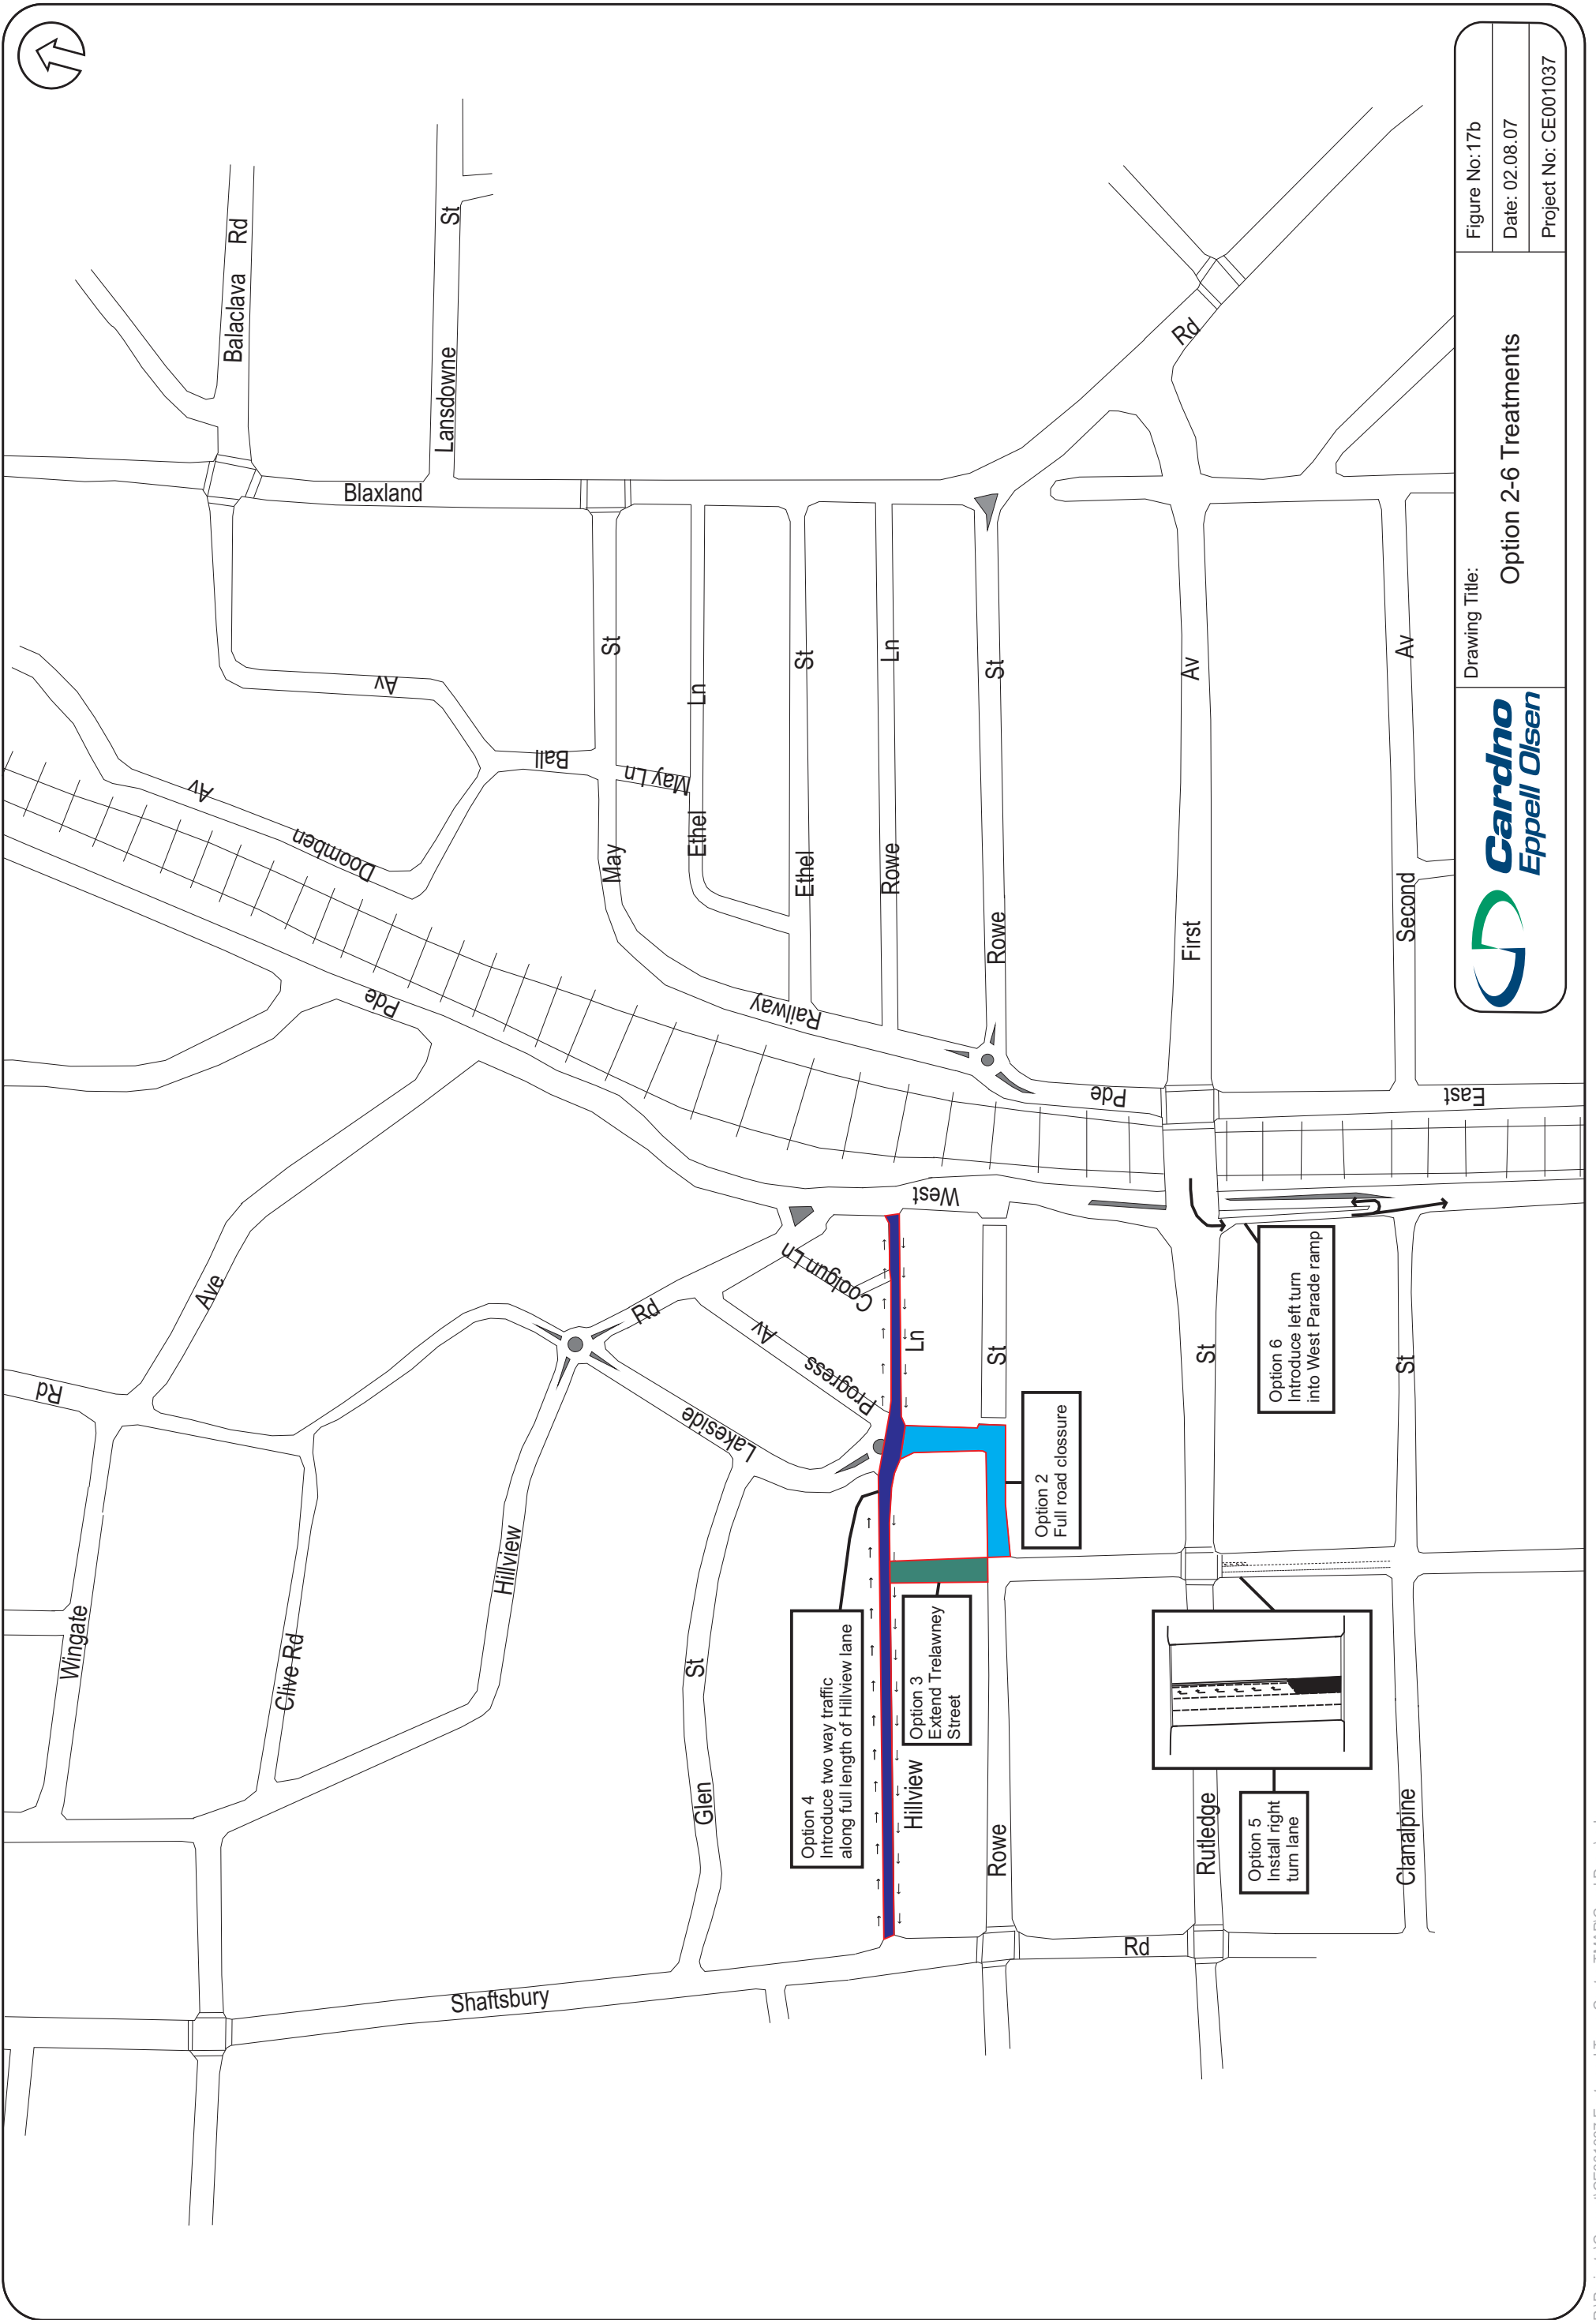 Balaclava Rd
Lansdowne St
Blaxland
Rd
Av
Ball
May St
May Ln
Ethel Ln
Ethel St
Rowe Ln
Rowe St
First Av
Second Av
Doomben Av
Railway
Pde
East
Pde
West
Wingate
Ave
Rd
Clive Rd
Hillview
Rd
Lakeside
Progress Av
Coolgun Ln
Glen St
Hillview Ln
Rowe St
Rutledge St
Clanalpine St
Shaftsbury
Rd
Option 4
Introduce two way traffic
along full length of Hillview lane
Option 3
Extend Trelawney
Street
Option 2
Full road clossure
Option 5
Install right
turn lane
Option 6
Introduce left turn
into West Parade ramp
Cardno
Eppell Olsen
Drawing Title:
Option 2-6 Treatments
Figure No:17b
Date: 02.08.07
Project No: CE001037